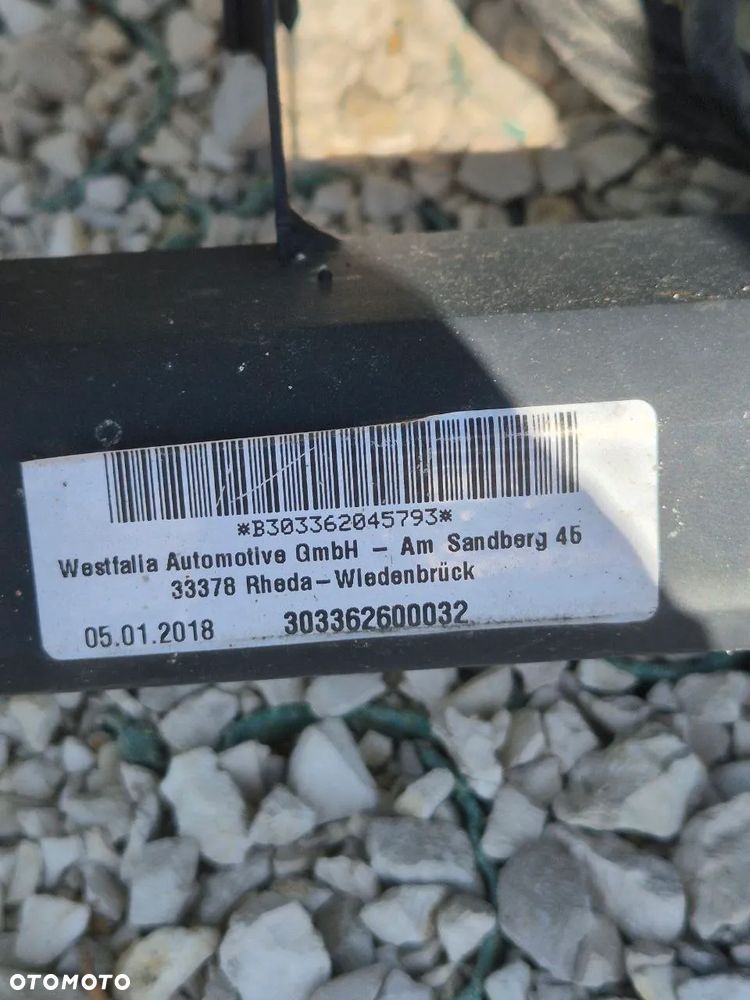 *B303362045793*
Westfalia Automotive GmbH - Am Sandberg 45
33378 Rheda-Wiedenbrück
05.01.2018 303362600032
OTOMOTO